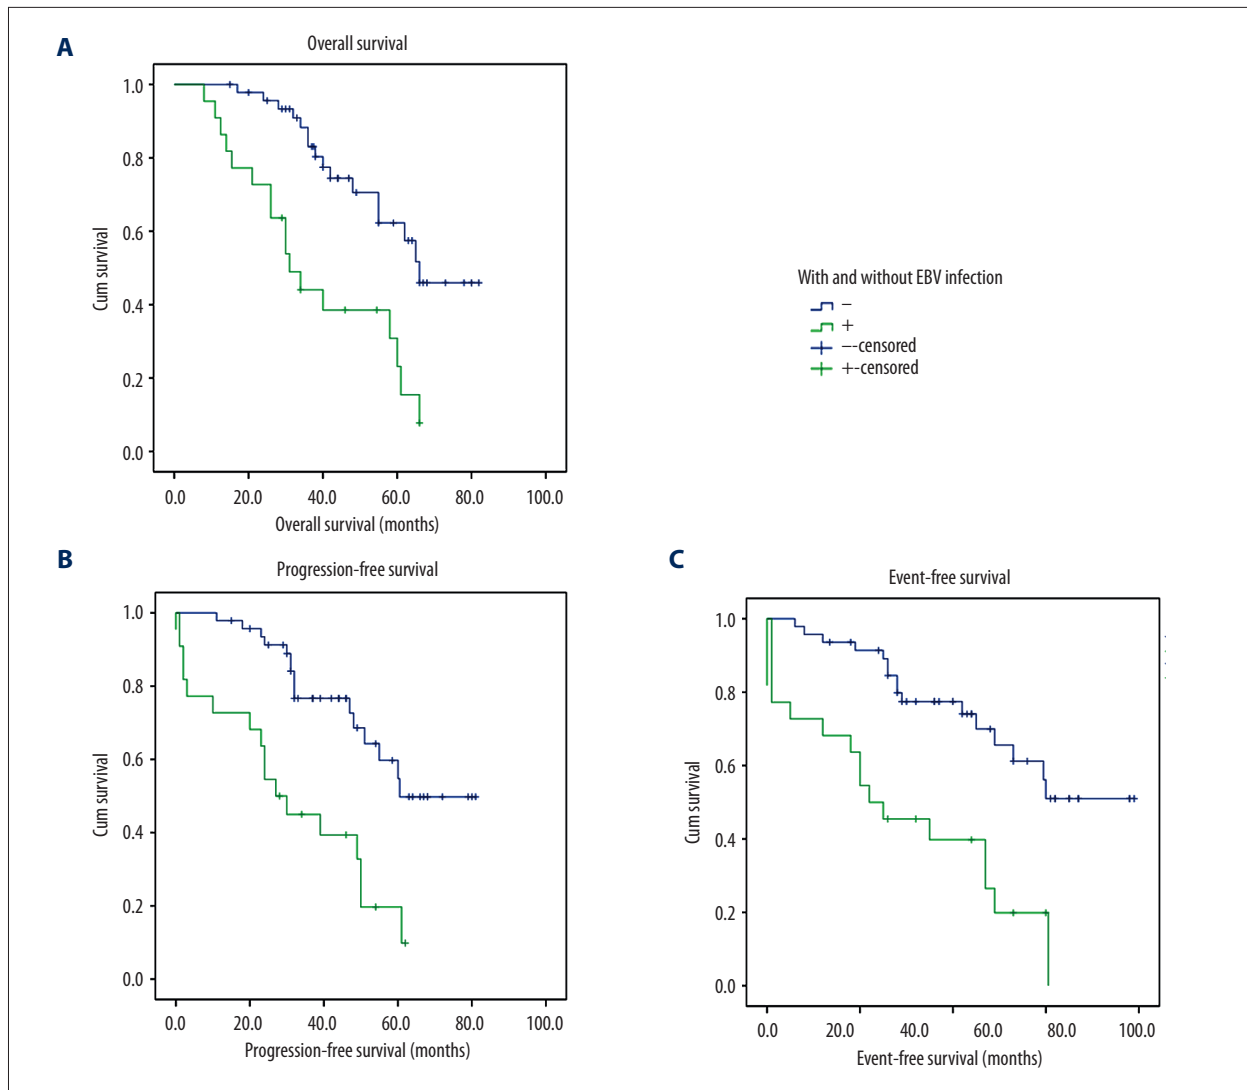 A
Overall survival
1.0
0.8
0.6
0.4
0.2
0.0
Cum survival
0.0 20.0 40.0 60.0 80.0 100.0
Overall survival (months)
With and without EBV infection
–
+
–-censored
+-censored
B
Progression-free survival
1.0
0.8
0.6
0.4
0.2
0.0
Cum survival
0.0 20.0 40.0 60.0 80.0 100.0
Progression-free survival (months)
C
Event-free survival
1.0
0.8
0.6
0.4
0.2
0.0
Cum survival
0.0 20.0 40.0 60.0 80.0 100.0
Event-free survival (months)